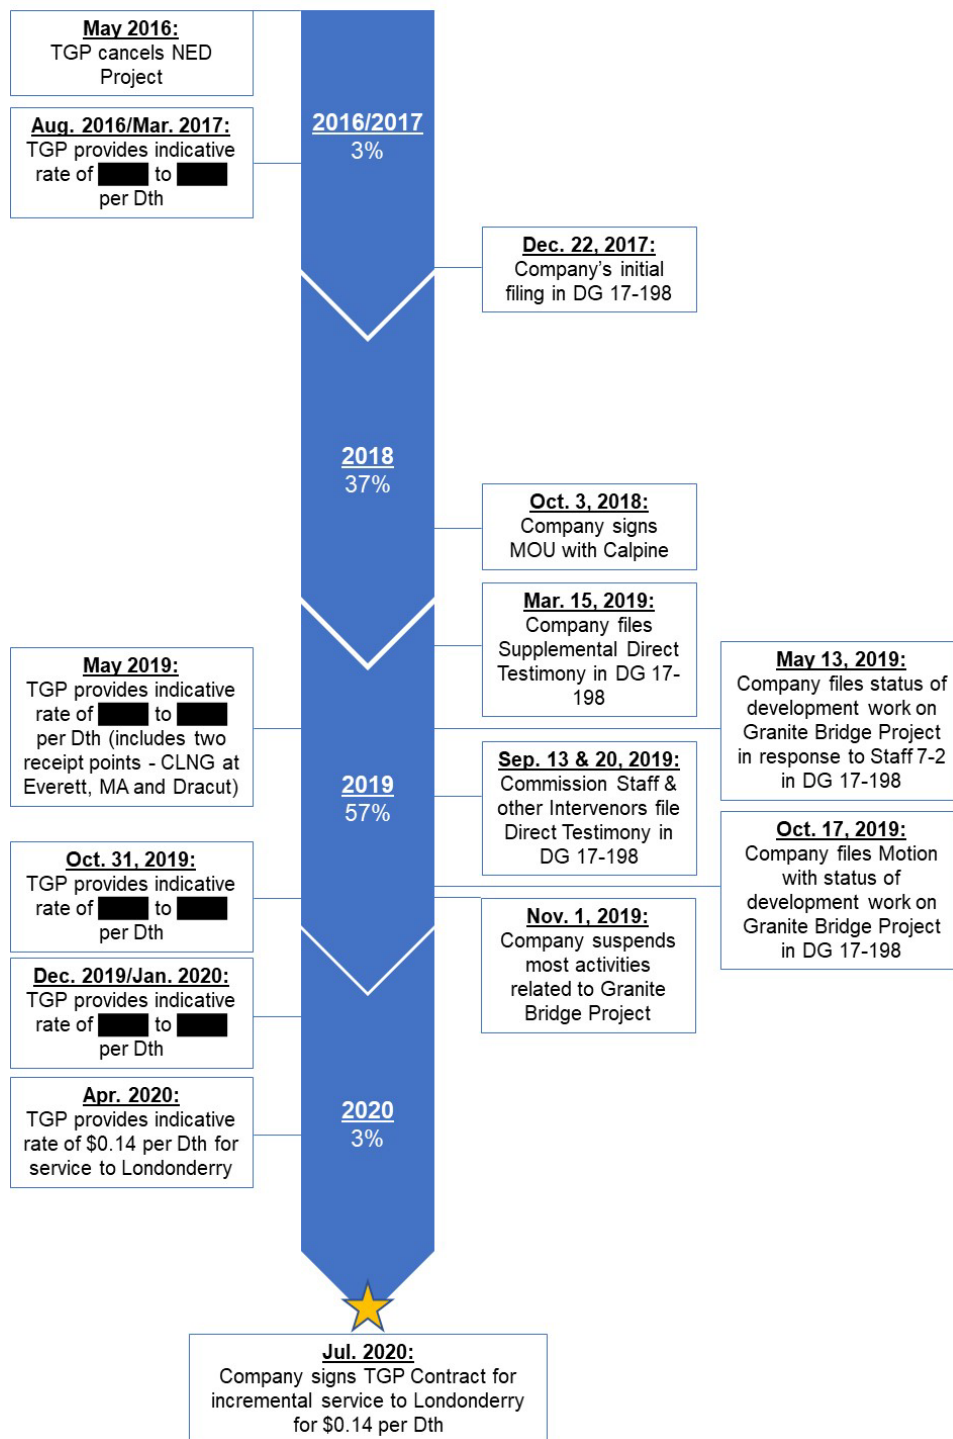 May 2016:
TGP cancels NED
Project
Aug. 2016/Mar. 2017:
TGP provides indicative
rate of to
per Dth
2016/2017
3%
Dec. 22, 2017:
Company’s initial
filing in DG 17-198
2018
37%
Oct. 3, 2018:
Company signs
MOU with Calpine
Mar. 15, 2019:
Company files
Supplemental Direct
Testimony in DG 17-
198
May 2019:
TGP provides indicative
rate of to
per Dth (includes two
receipt points - CLNG at
Everett, MA and Dracut)
May 13, 2019:
Company files status of
development work on
Granite Bridge Project
in response to Staff 7-2
in DG 17-198
2019
57%
Sep. 13 & 20, 2019:
Commission Staff &
other Intervenors file
Direct Testimony in
DG 17-198
Oct. 17, 2019:
Company files Motion
with status of
development work on
Granite Bridge Project
in DG 17-198
Oct. 31, 2019:
TGP provides indicative
rate of to
per Dth
Nov. 1, 2019:
Company suspends
most activities
related to Granite
Bridge Project
Dec. 2019/Jan. 2020:
TGP provides indicative
rate of to
per Dth
Apr. 2020:
TGP provides indicative
rate of $0.14 per Dth for
service to Londonderry
2020
3%
Jul. 2020:
Company signs TGP Contract for
incremental service to Londonderry
for $0.14 per Dth